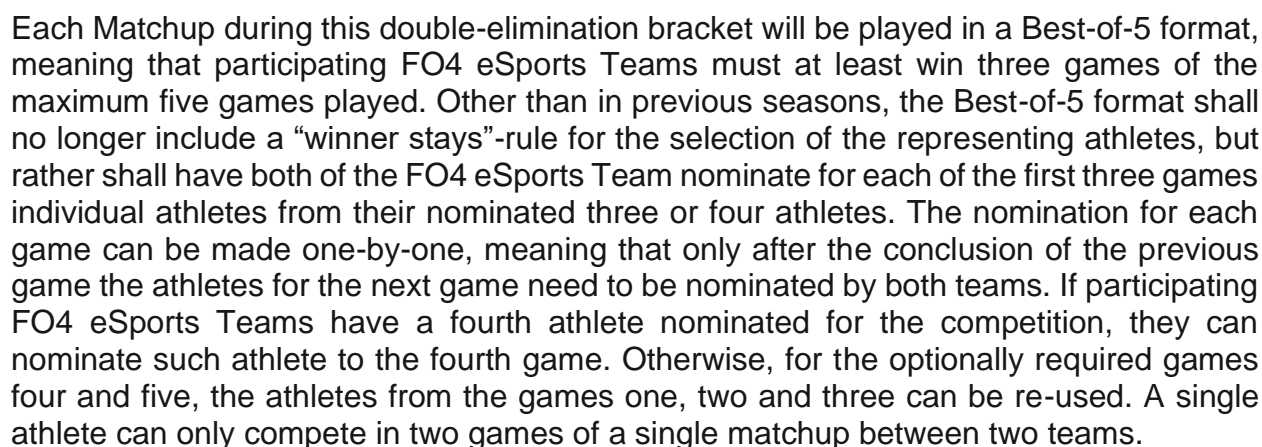 Each Matchup during this double-elimination bracket will be played in a Best-of-5 format,
meaning that participating FO4 eSports Teams must at least win three games of the
maximum five games played. Other than in previous seasons, the Best-of-5 format shall
no longer include a “winner stays”-rule for the selection of the representing athletes, but
rather shall have both of the FO4 eSports Team nominate for each of the first three games
individual athletes from their nominated three or four athletes. The nomination for each
game can be made one-by-one, meaning that only after the conclusion of the previous
game the athletes for the next game need to be nominated by both teams. If participating
FO4 eSports Teams have a fourth athlete nominated for the competition, they can
nominate such athlete to the fourth game. Otherwise, for the optionally required games
four and five, the athletes from the games one, two and three can be re-used. A single
athlete can only compete in two games of a single matchup between two teams.